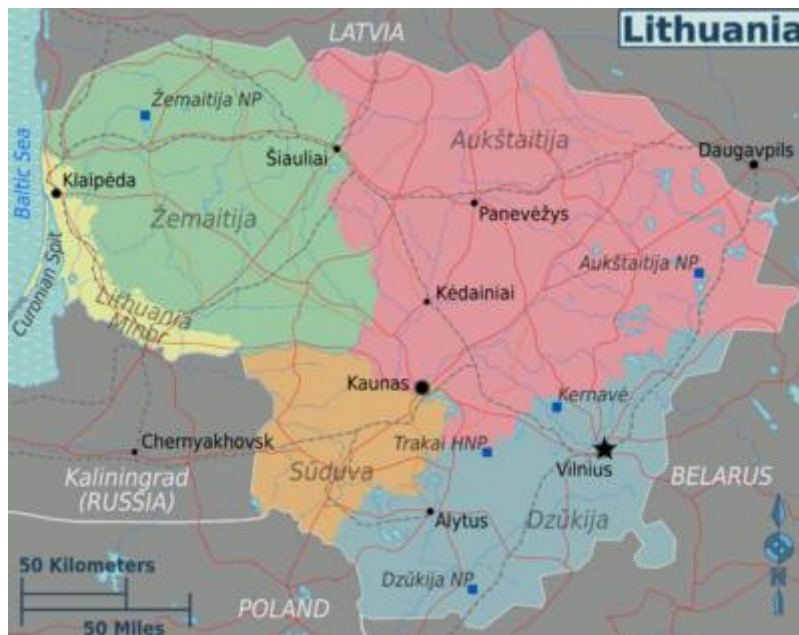 LATVIA
Lithuania
Žemaitija NP
Šiauliai
Aukštaitija
Daugavpils
Baltic Sea
Klaipėda
Žemaitija
Panevėžys
Aukštaitija NP
Curonian Spit
Lithuania
Minor
Kėdainiai
Kaunas
Kernavė
Chernyakhovsk
Trakai HNP
Sūduva
Vilnius
Kaliningrad
(RUSSIA)
BELARUS
Alytus
Dzūkija
50 Kilometers
Dzūkija NP
N
POLAND
50 Miles